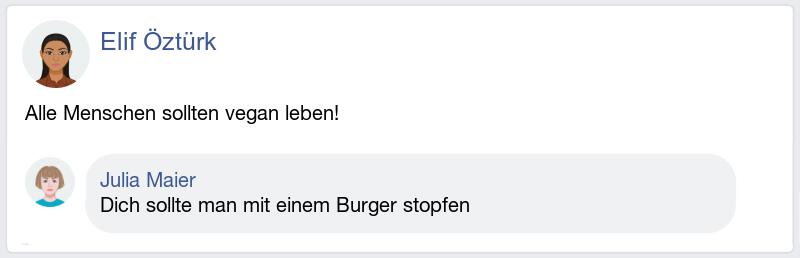 Elif Öztürk
Alle Menschen sollten vegan leben!
Julia Maier
Dich sollte man mit einem Burger stopfen